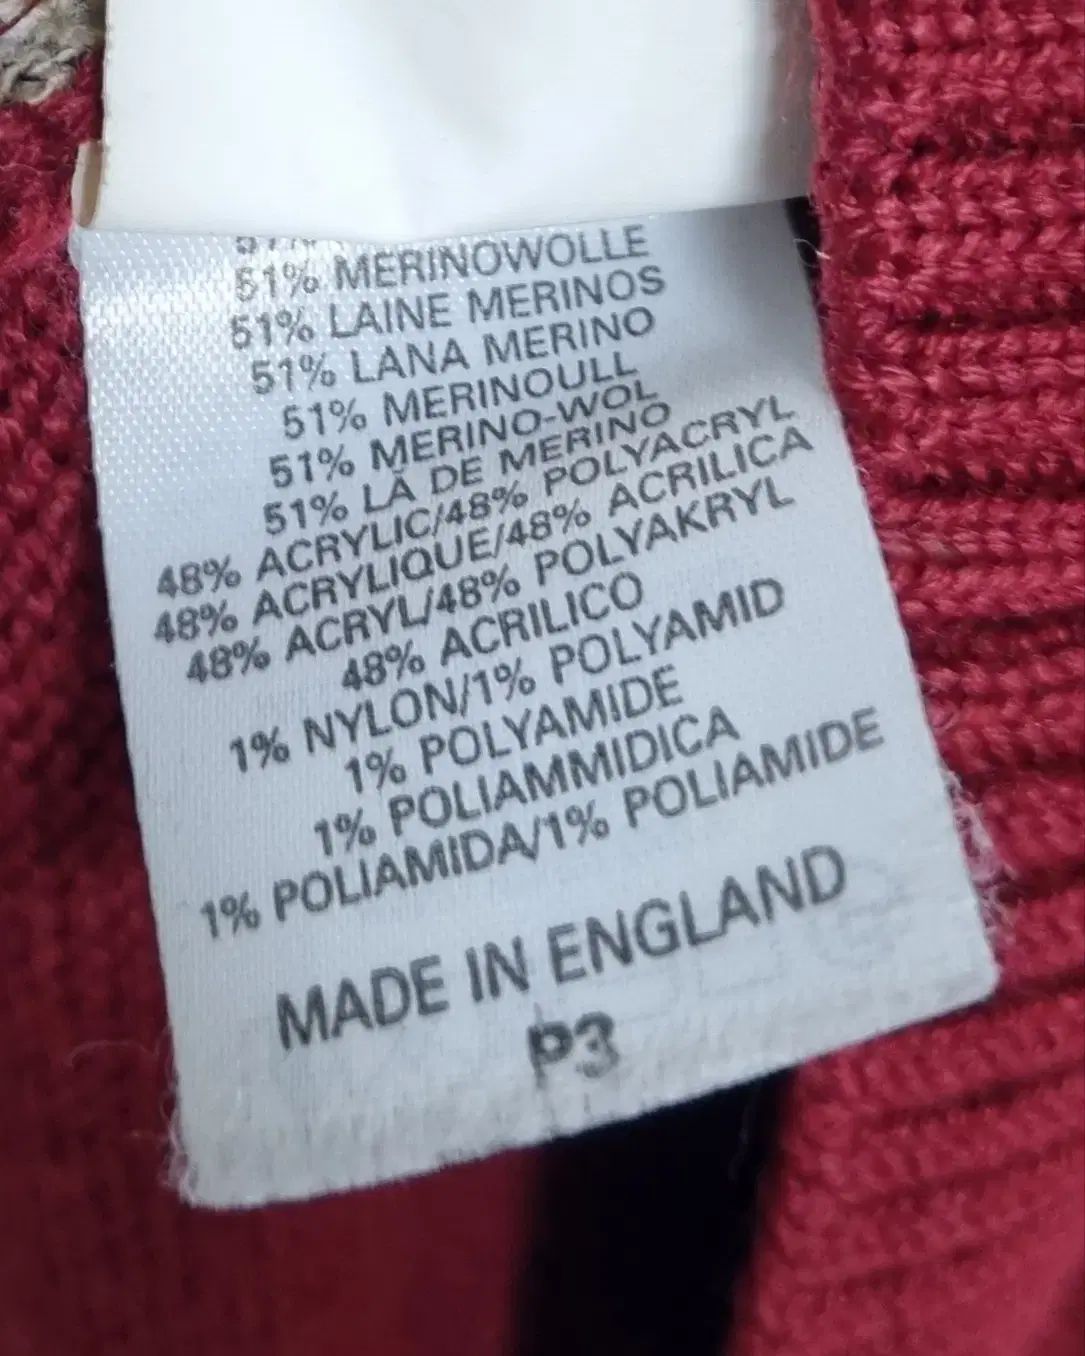 51% MERINOWOLLE
51% LAINE MERINOS
51% LANA MERINO
51% MERINOULL
51% MERINO-WOL
51% LÃ DE MERINO
48% ACRYLIC/48% POLYACRYL
48% ACRYLIQUE/48% ACRILICA
48% ACRYL/48% POLYAKRYL
48% ACRILICO
1% NYLON/1% POLYAMID
1% POLYAMIDE
1% POLIAMMIDICA
1% POLIAMIDA/1% POLIAMIDE
MADE IN ENGLAND
P3